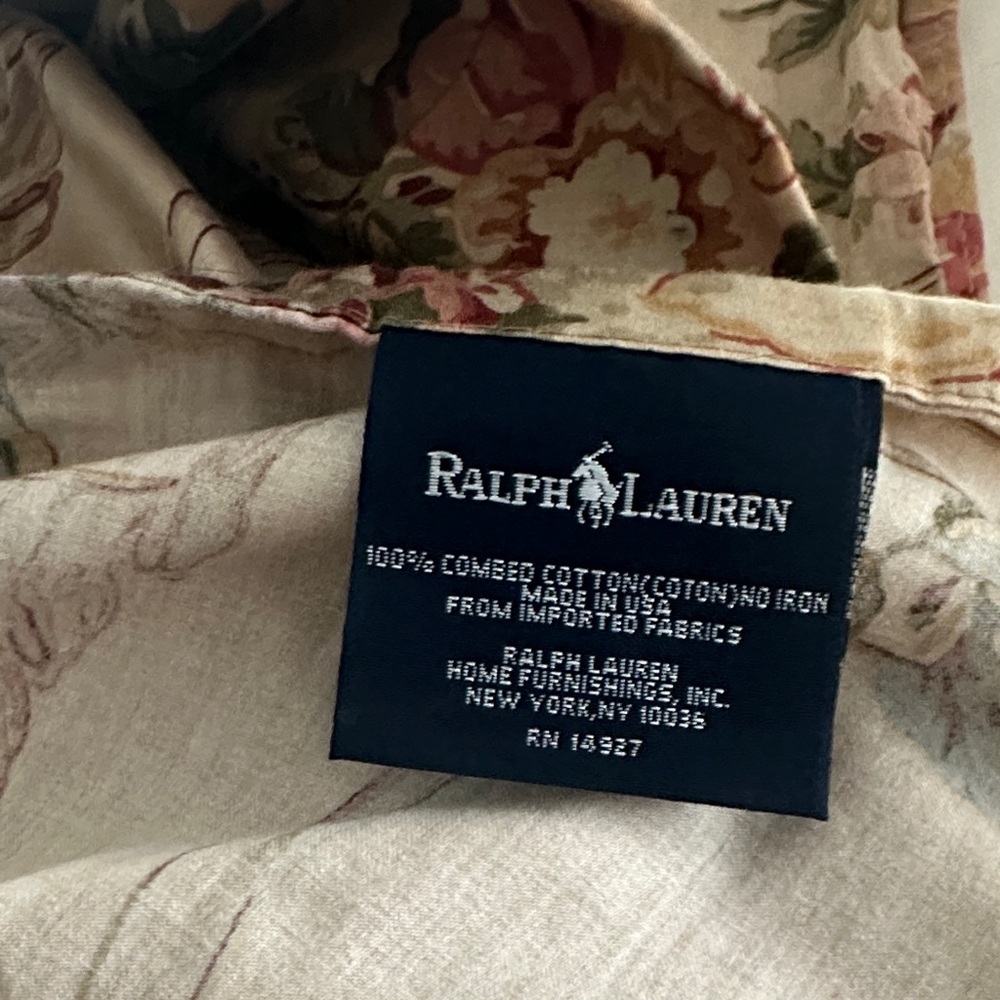 RALPH LAUREN
100% COMBED COTTON(COTON)NO IRON
MADE IN USA
FROM IMPORTED FABRICS
RALPH LAUREN
HOME FURNISHINGS, INC.
NEW YORK,NY 10036
RN 14987